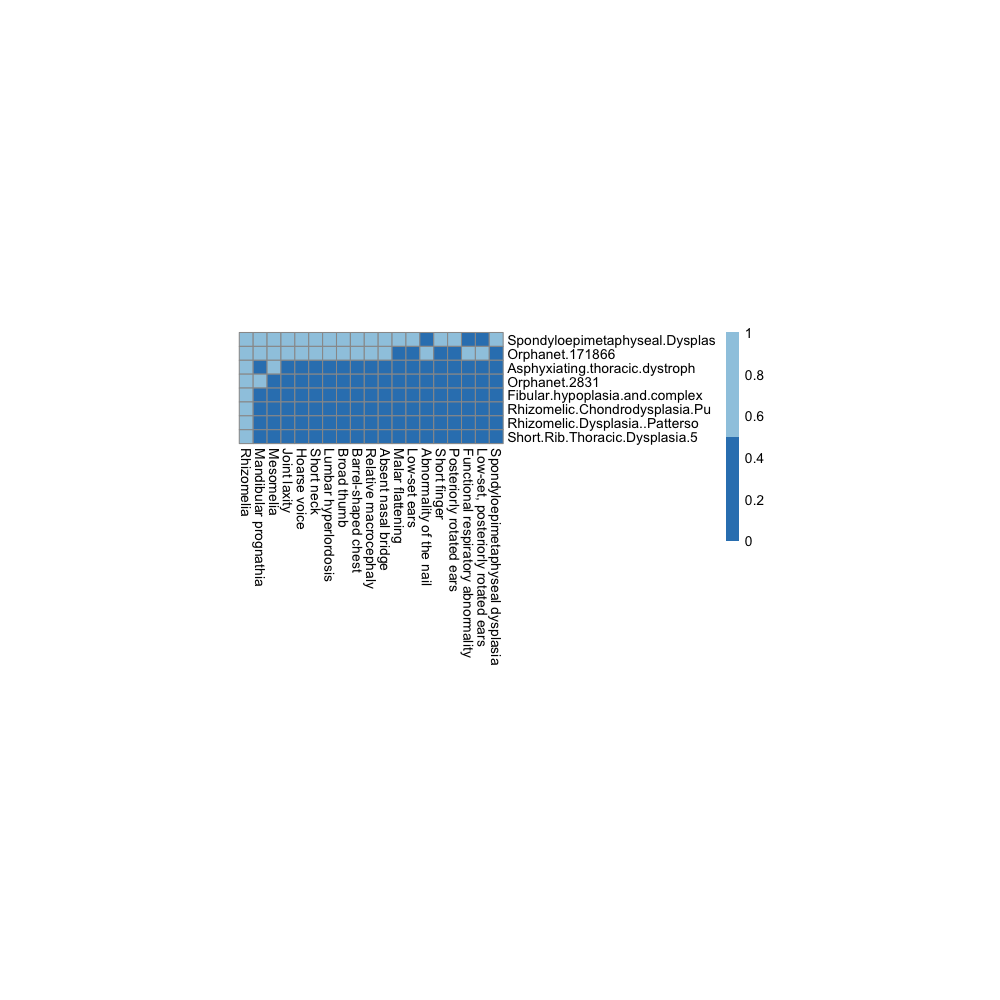 Spondyloepimetaphyseal.Dysplas
Orphanet.171866
Asphyxiating.thoracic.dystroph
Orphanet.2831
Fibular.hypoplasia.and.complex
Rhizomelic.Chondrodysplasia.Pu
Rhizomelic.Dysplasia..Patterso
Short.Rib.Thoracic.Dysplasia.5
Rhizomelia
Mandibular prognathia
Mesomelia
Joint laxity
Hoarse voice
Short neck
Lumbar hyperlordosis
Broad thumb
Barrel-shaped chest
Relative macrocephaly
Absent nasal bridge
Malar flattening
Low-set ears
Abnormality of the nail
Short finger
Posteriorly rotated ears
Functional respiratory abnormality
Low-set, posteriorly rotated ears
Spondyloepimetaphyseal dysplasia
1
0.8
0.6
0.4
0.2
0